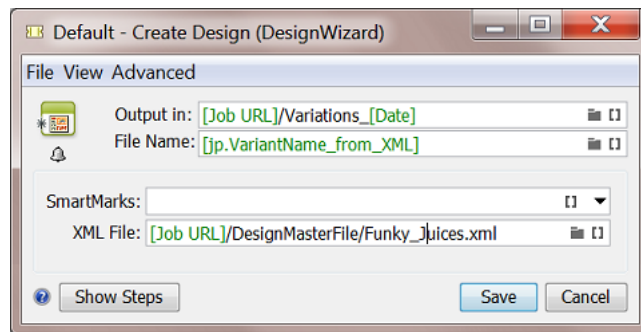 Default - Create Design (DesignWizard)
File View Advanced
Output in: [Job URL]/Variations_[Date]
File Name: [jp.VariantName_from_XML]
SmartMarks:
XML File: [Job URL]/DesignMasterFile/Funky_Juices.xml
Show Steps Save Cancel